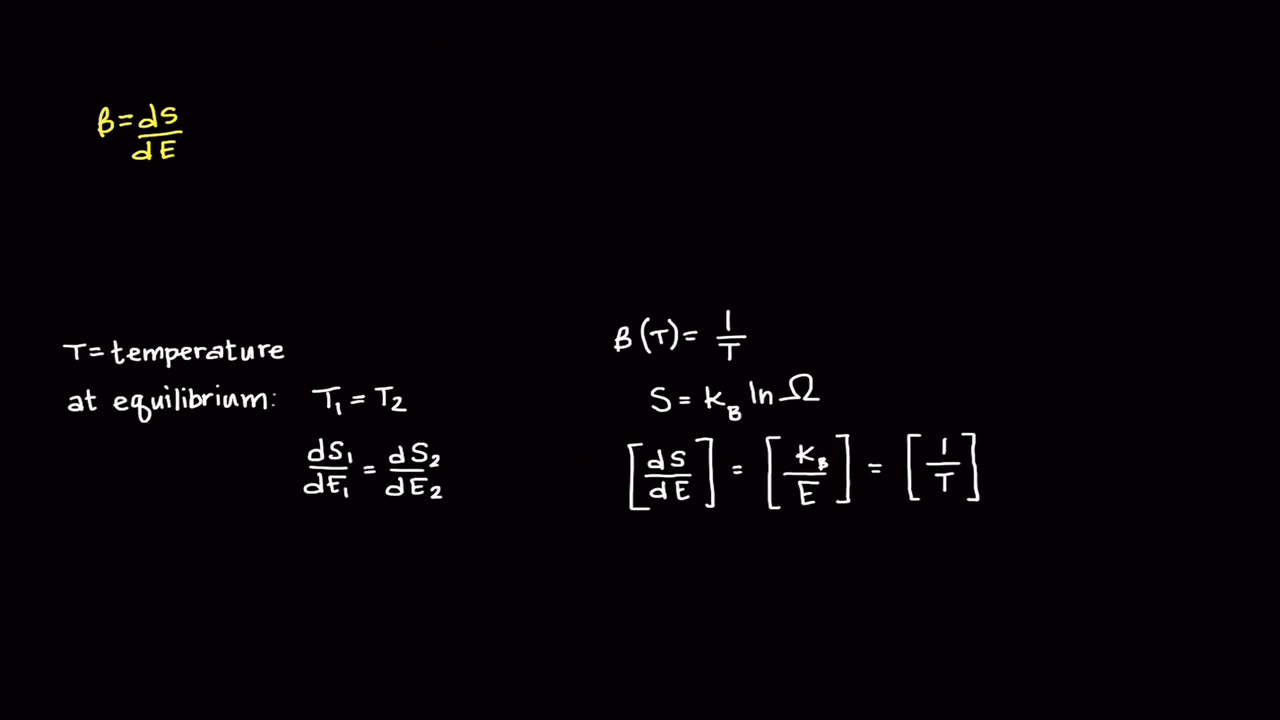 β = dS/dE
T = temperature
at equilibrium: T₁ = T₂
dS₁/dE₁ = dS₂/dE₂
β(T) = 1/T
S = k_B ln Ω
[dS/dE] = [k_B/E] = [1/T]